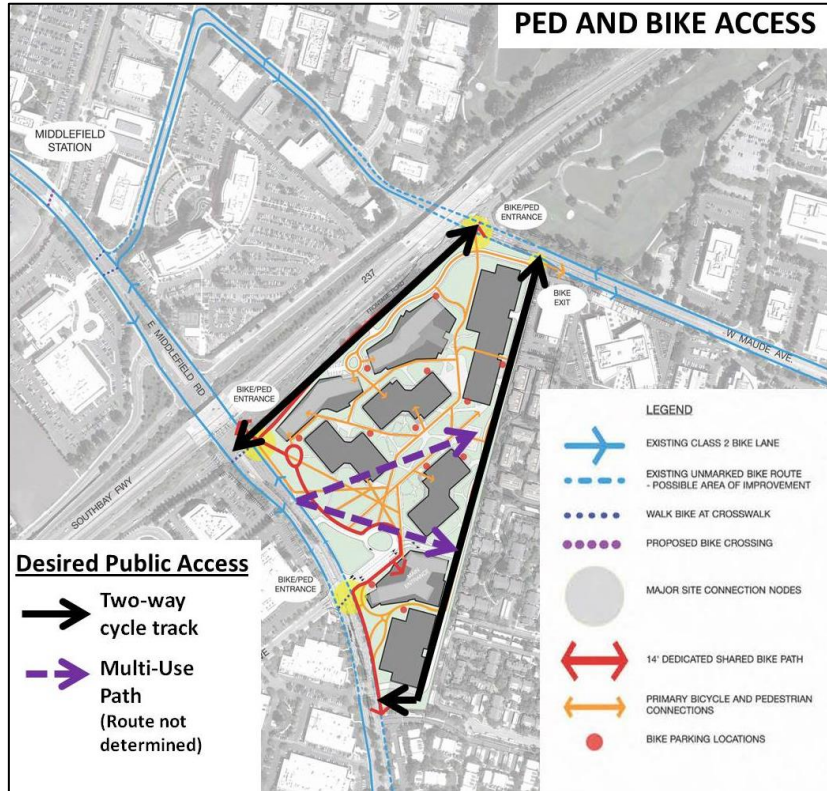 PED AND BIKE ACCESS
MIDDLEFIELD
STATION
BIKE/PED
ENTRANCE
237
BIKE
EXIT
E MIDDLEFIELD RD
W MAUDE AVE.
BIKE/PED
ENTRANCE
SOUTHBAY FWY
BIKE/PED
ENTRANCE
Desired Public Access
Two-way
cycle track
Multi-Use
Path
(Route not
determined)
LEGEND
EXISTING CLASS 2 BIKE LANE
EXISTING UNMARKED BIKE ROUTE
- POSSIBLE AREA OF IMPROVEMENT
WALK BIKE AT CROSSWALK
PROPOSED BIKE CROSSING
MAJOR SITE CONNECTION NODES
14' DEDICATED SHARED BIKE PATH
PRIMARY BICYCLE AND PEDESTRIAN
CONNECTIONS
BIKE PARKING LOCATIONS